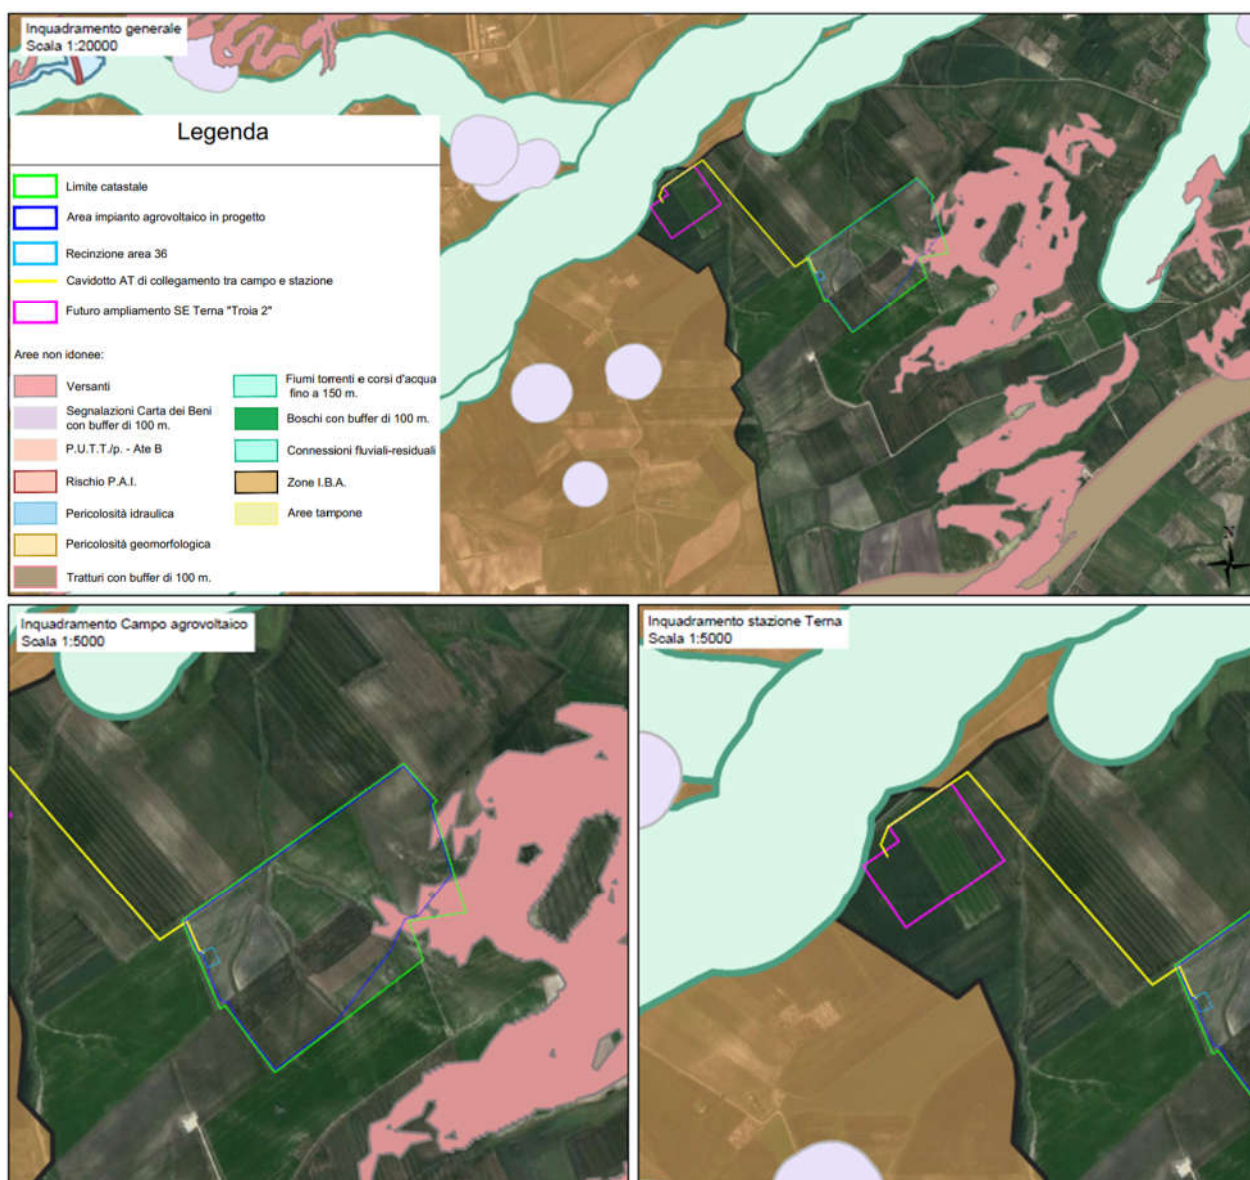 Inquadramento generale
Scala 1:20000
Legenda
Limite catastale
Area impianto agrovoltaico in progetto
Recinzione area 36
Cavidotto AT di collegamento tra campo e stazione
Futuro ampliamento SE Terna "Troia 2"
Aree non idonee:
Versanti
Segnalazioni Carta dei Beni
con buffer di 100 m.
P.U.T.T./p. - Ate B
Rischio P.A.I.
Pericolosità idraulica
Pericolosità geomorfologica
Tratturi con buffer di 100 m.
Fiumi torrenti e corsi d'acqua
fino a 150 m.
Boschi con buffer di 100 m.
Connessioni fluviali-residuali
Zone I.B.A.
Aree tampone
N
Inquadramento Campo agrovoltaico
Scala 1:5000
Inquadramento stazione Terna
Scala 1:5000